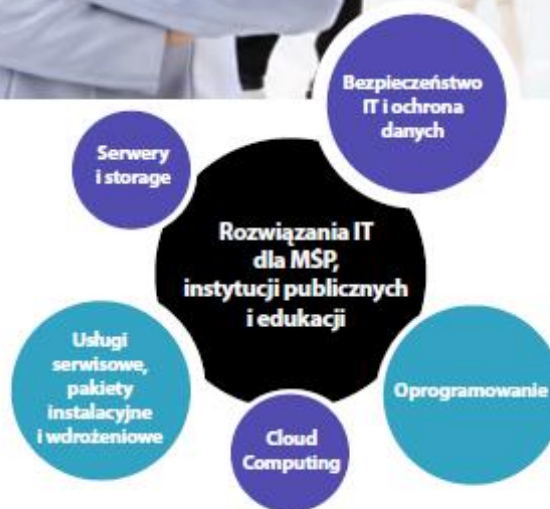 Bezpieczeństwo
IT i ochrona
danych
Serwery
i storage
Rozwiązania IT
dla MŚP,
instytucji publicznych
i edukacji
Usługi
serwisowe,
pakiety
instalacyjne
i wdrożeniowe
Oprogramowanie
Cloud
Computing